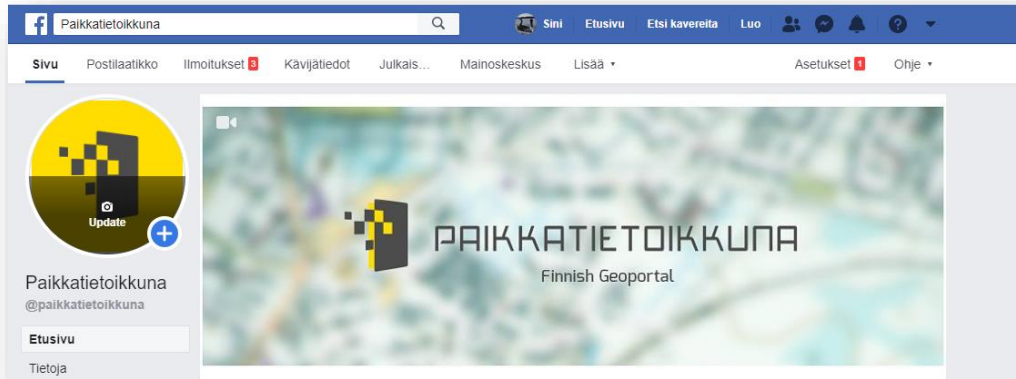 Paikkatietoikkuna
Sini Etusivu Etsi kavereita Luo
Sivu Postilaatikko Ilmoitukset 3 Kävijätiedot Julkais... Mainoskeskus Lisää Asetukset 1 Ohje
Update
PAIKKATIETOIKKUNA
Finnish Geoportal
Paikkatietoikkuna
@paikkatietoikkuna
Etusivu
Tietoja